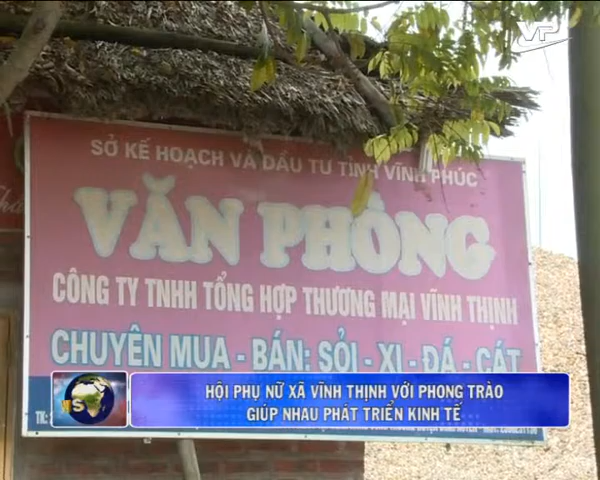 VP
SỞ KẾ HOẠCH VÀ ĐẦU TƯ TỈNH VĨNH PHÚC
VĂN PHÒNG
CÔNG TY TNHH TỔNG HỢP THƯƠNG MẠI VĨNH THỊNH
CHUYÊN MUA - BÁN: SỎI - XI - ĐÁ - CÁT
HỘI PHỤ NỮ XÃ VĨNH THỊNH VỚI PHONG TRÀO
GIÚP NHAU PHÁT TRIỂN KINH TẾ